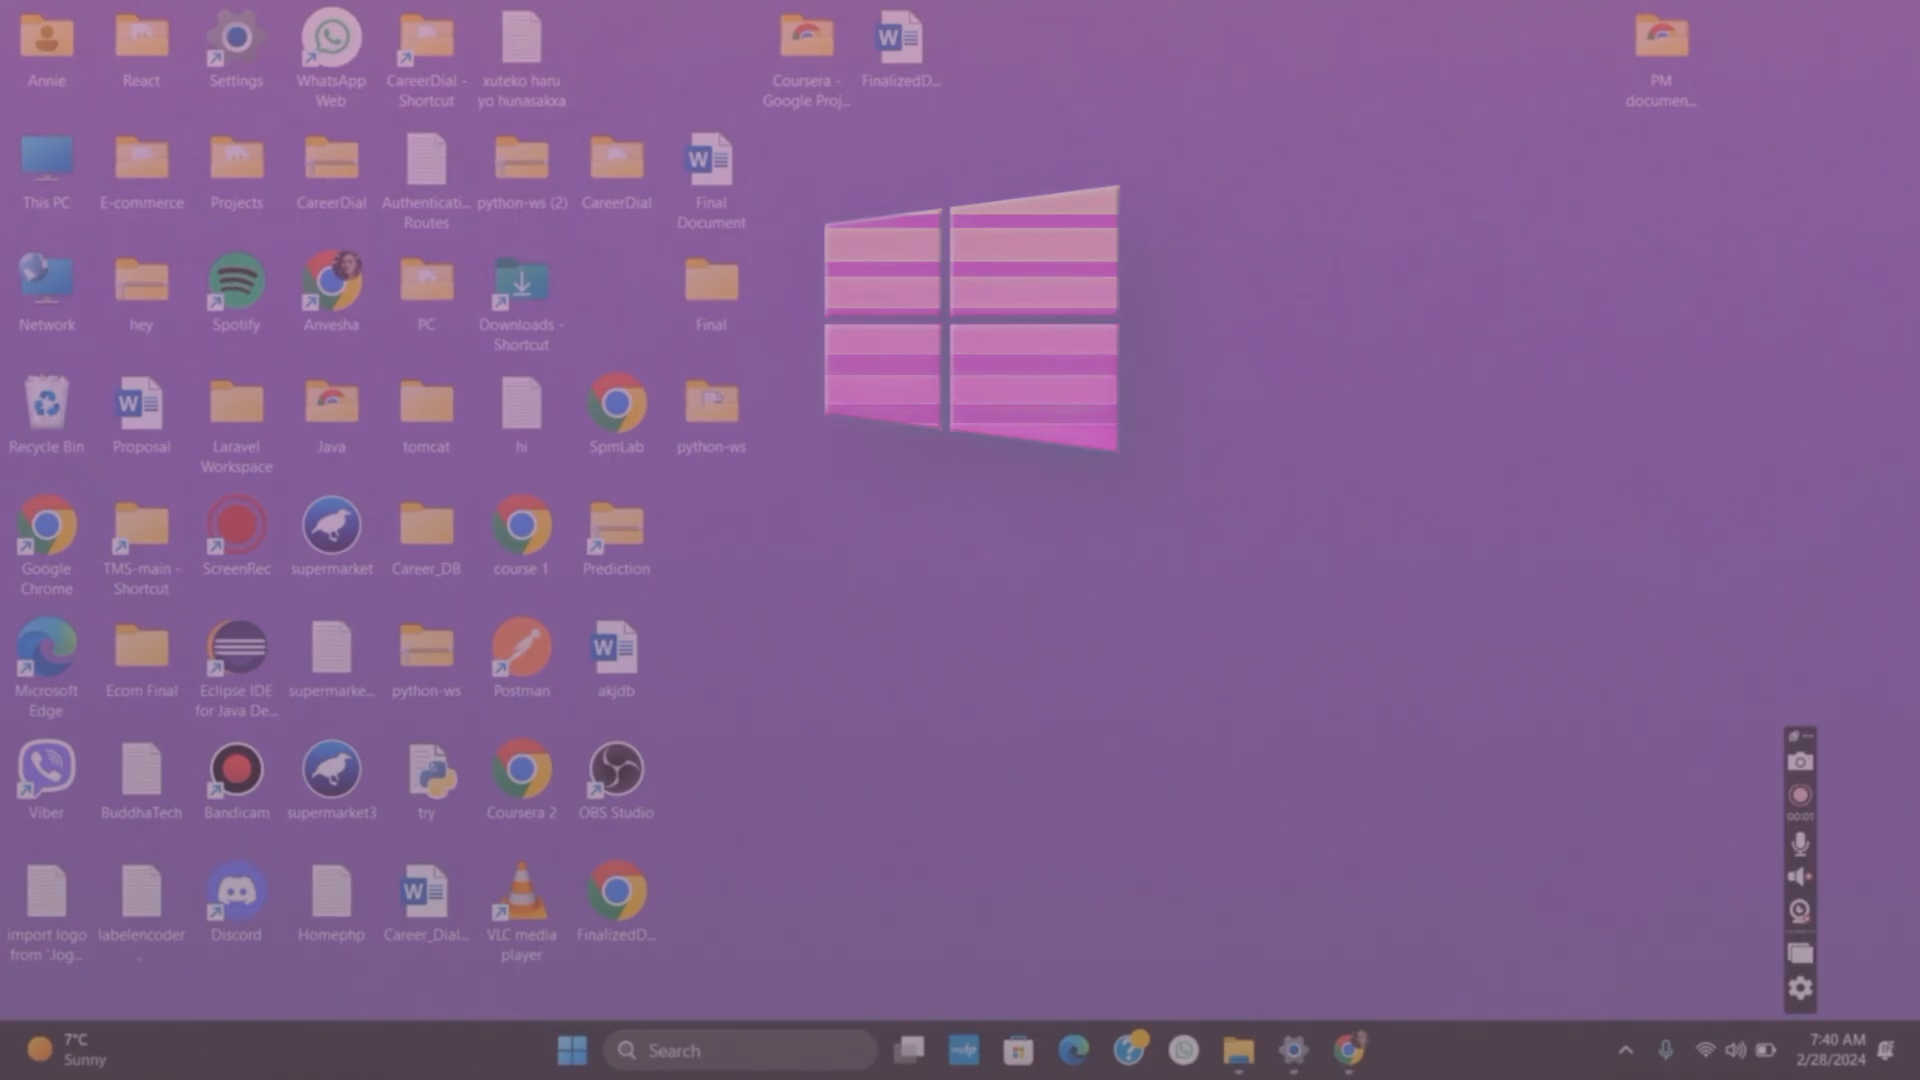 Annie
React
Settings
WhatsApp
Web
CareerDial -
Shortcut
xuteko haru
yo hunasakxa
Coursera -
Google Proj...
FinalizedD...
PM
documen...
This PC
E-commerce
Projects
CareerDial
Authenticati...
Routes
python-ws (2)
CareerDial
Final
Document
Network
hey
Spotify
Anvesha
PC
Downloads -
Shortcut
Final
Recycle Bin
Proposal
Laravel
Workspace
Java
tomcat
hi
SpmLab
python-ws
Google
Chrome
TMS-main -
Shortcut
ScreenRec
supermarket
Career_DB
course 1
Prediction
Microsoft
Edge
Ecom Final
Eclipse IDE
for Java De...
supermarke...
python-ws
Postman
akjdb
Viber
BuddhaTech
Bandicam
supermarket3
try
Coursera 2
OBS Studio
00:01
import logo
from '.log...
labelencoder
,
Discord
Homephp
Career_Dial...
VLC media
player
FinalizedD...
7°C
Sunny
Search
7:40 AM
2/28/2024